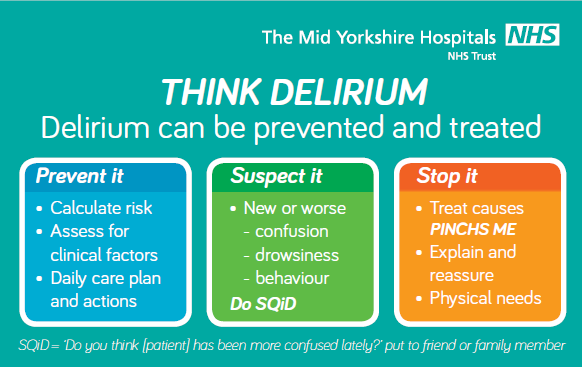 The Mid Yorkshire Hospitals NHS
NHS Trust
THINK DELIRIUM
Delirium can be prevented and treated
Prevent it
• Calculate risk
• Assess for
clinical factors
• Daily care plan
and actions
Suspect it
• New or worse
- confusion
- drowsiness
- behaviour
Do SQiD
Stop it
• Treat causes
PINCHS ME
• Explain and
reassure
• Physical needs
SQiD = ‘Do you think [patient] has been more confused lately?’ put to friend or family member